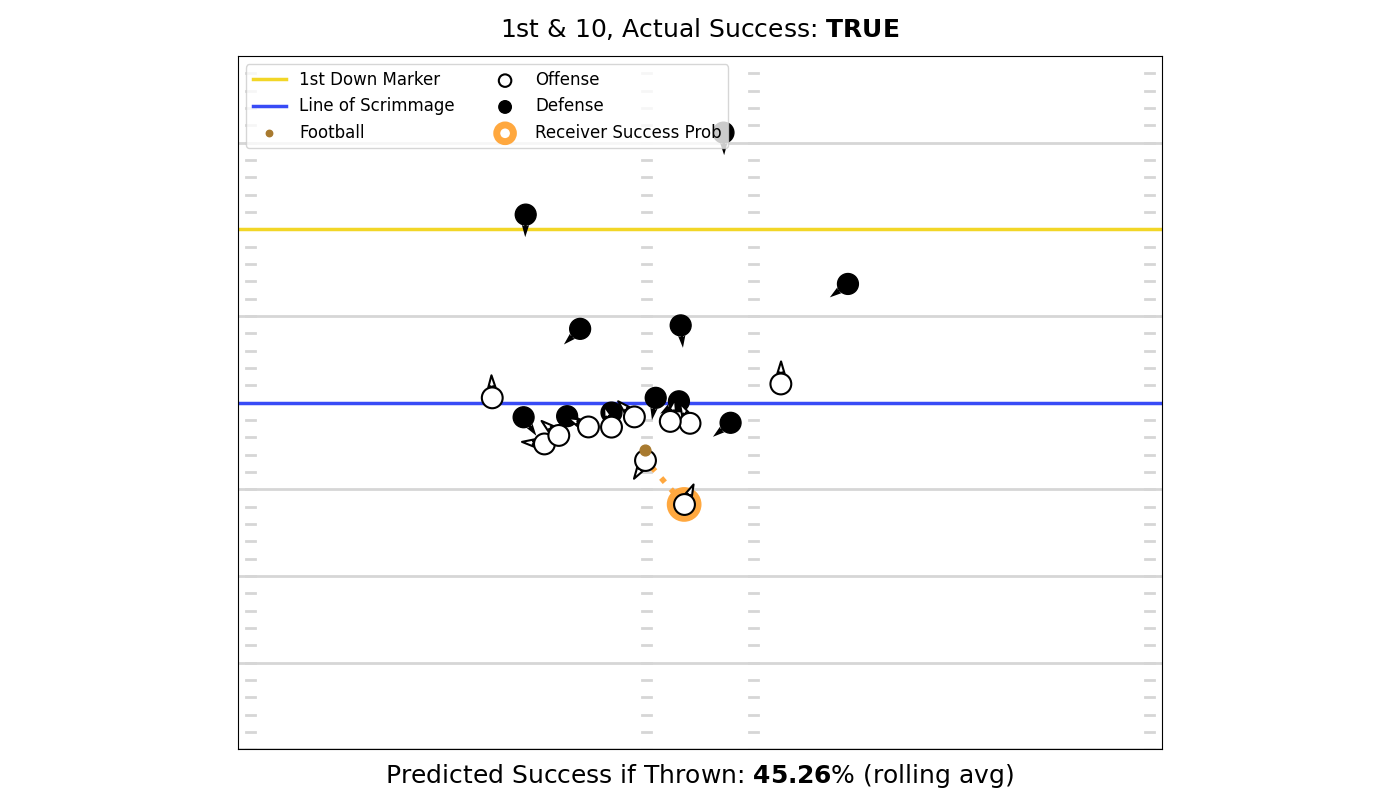 1st & 10, Actual Success: TRUE
1st Down Marker
Line of Scrimmage
Football
Offense
Defense
Receiver Success Prob
Predicted Success if Thrown: 45.26% (rolling avg)